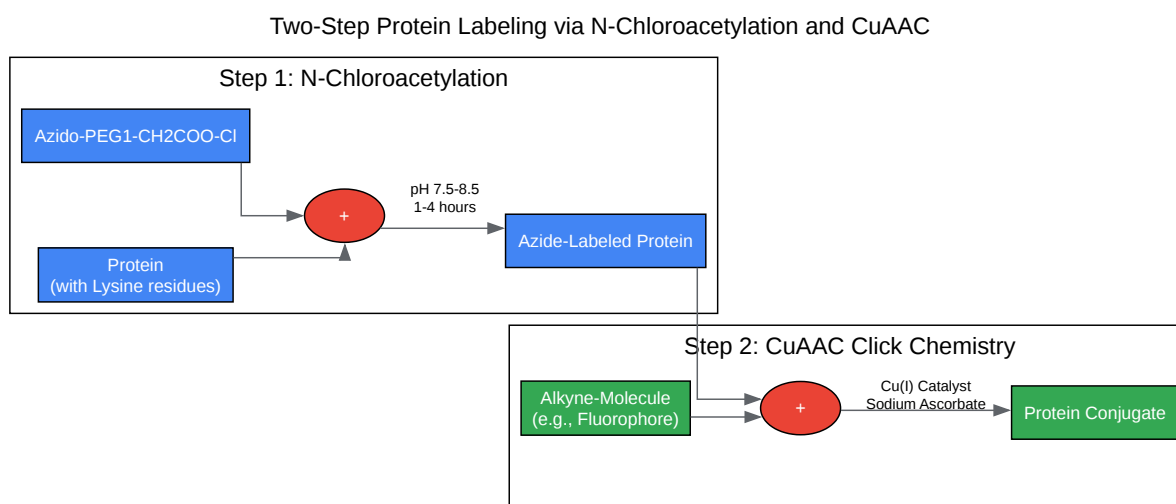 Two-Step Protein Labeling via N-Chloroacetylation and CuAAC
Step 1: N-Chloroacetylation
Azido-PEG1-CH2COO-Cl
+
pH 7.5-8.5
1-4 hours
Azide-Labeled Protein
Protein
(with Lysine residues)
Step 2: CuAAC Click Chemistry
Alkyne-Molecule
(e.g., Fluorophore)
+
Cu(I) Catalyst
Sodium Ascorbate
Protein Conjugate